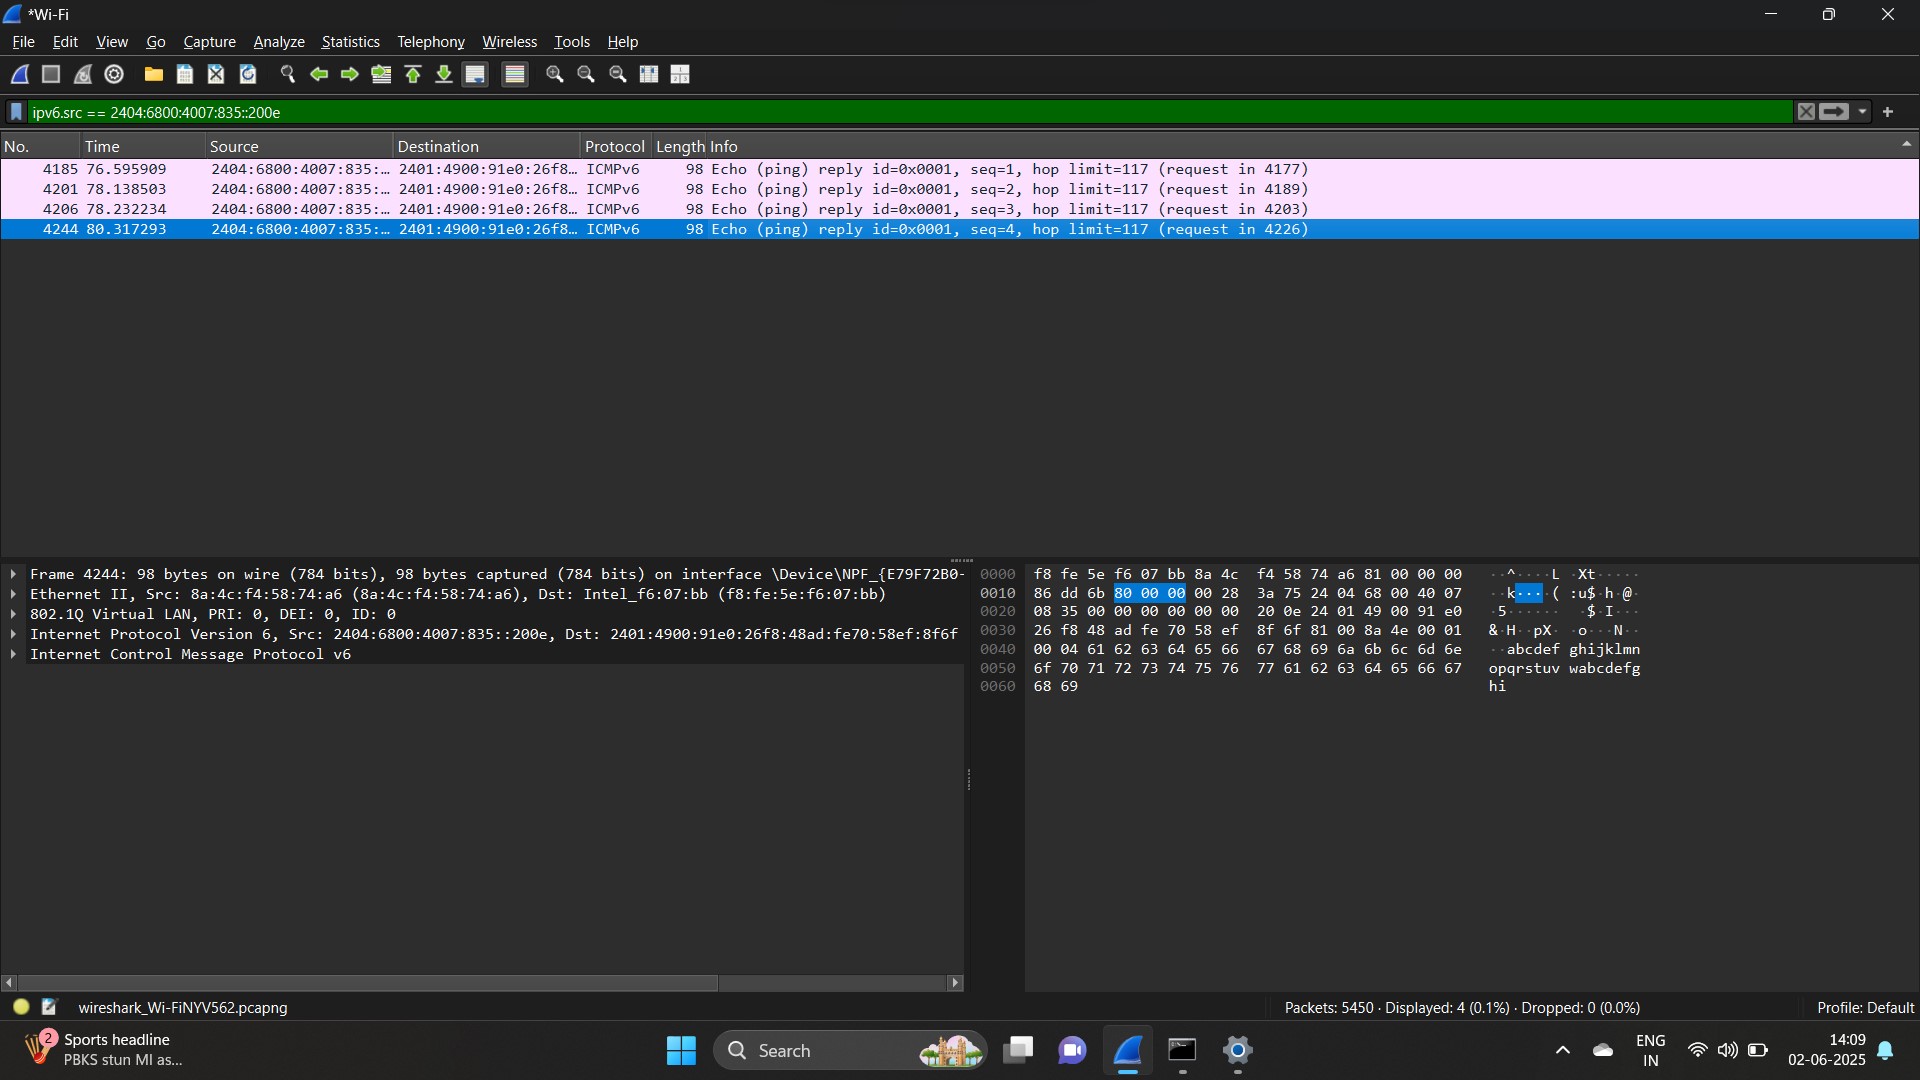 *Wi-Fi
File Edit View Go Capture Analyze Statistics Telephony Wireless Tools Help
ipv6.src == 2404:6800:4007:835::200e
No. Time Source Destination Protocol Length Info
4185 76.595909 2404:6800:4007:835:… 2401:4900:91e0:26f8… ICMPv6 98 Echo (ping) reply id=0x0001, seq=1, hop limit=117 (request in 4177)
4201 78.138503 2404:6800:4007:835:… 2401:4900:91e0:26f8… ICMPv6 98 Echo (ping) reply id=0x0001, seq=2, hop limit=117 (request in 4189)
4206 78.232234 2404:6800:4007:835:… 2401:4900:91e0:26f8… ICMPv6 98 Echo (ping) reply id=0x0001, seq=3, hop limit=117 (request in 4203)
4244 80.317293 2404:6800:4007:835:… 2401:4900:91e0:26f8… ICMPv6 98 Echo (ping) reply id=0x0001, seq=4, hop limit=117 (request in 4226)
Frame 4244: 98 bytes on wire (784 bits), 98 bytes captured (784 bits) on interface \Device\NPF_{E79F72B0-
Ethernet II, Src: 8a:4c:f4:58:74:a6 (8a:4c:f4:58:74:a6), Dst: Intel_f6:07:bb (f8:fe:5e:f6:07:bb)
802.1Q Virtual LAN, PRI: 0, DEI: 0, ID: 0
Internet Protocol Version 6, Src: 2404:6800:4007:835::200e, Dst: 2401:4900:91e0:26f8:48ad:fe70:58ef:8f6f
Internet Control Message Protocol v6
0000 f8 fe 5e f6 07 bb 8a 4c f4 58 74 a6 81 00 00 00 ··^····L ·Xt·····
0010 86 dd 6b 80 00 00 00 28 3a 75 24 04 68 00 40 07 ··k····( :u$·h·@·
0020 08 35 00 00 00 00 00 00 20 0e 24 01 49 00 91 e0 ·5······ ·$·I···
0030 26 f8 48 ad fe 70 58 ef 8f 6f 81 00 8a 4e 00 01 &·H··pX· ·o···N··
0040 00 04 61 62 63 64 65 66 67 68 69 6a 6b 6c 6d 6e ··abcdef ghijklmn
0050 6f 70 71 72 73 74 75 76 77 61 62 63 64 65 66 67 opqrstuv wabcdefg
0060 68 69 hi
wireshark_Wi-FiNYV562.pcapng
Packets: 5450 · Displayed: 4 (0.1%) · Dropped: 0 (0.0%)
Profile: Default
2
Sports headline
PBKS stun MI as...
Search
ENG
IN
14:09
02-06-2025